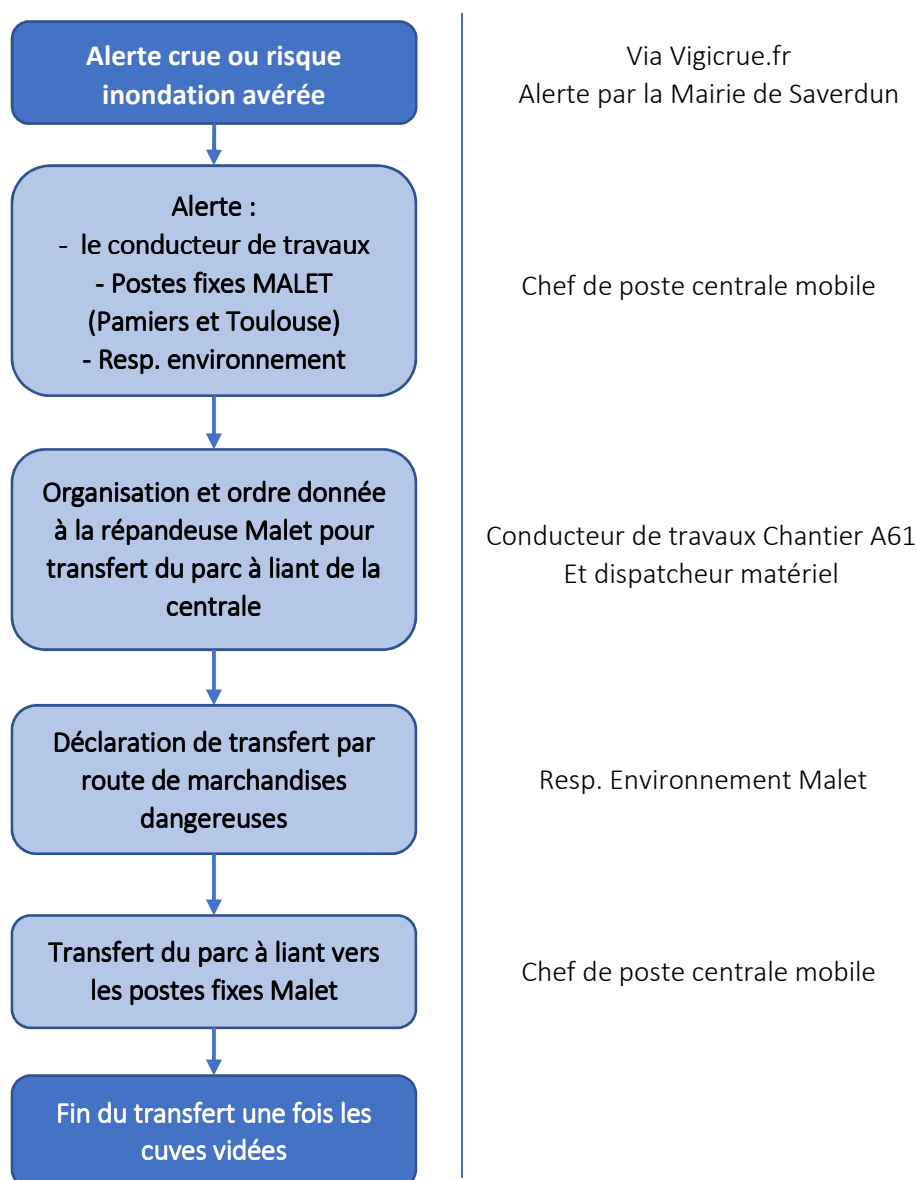 Alerte crue ou risque
inondation avérée
Via Vigicrue.fr
Alerte par la Mairie de Saverdun
Alerte :
- le conducteur de travaux
- Postes fixes MALET
(Pamiers et Toulouse)
- Resp. environnement
Chef de poste centrale mobile
Organisation et ordre donnée
à la répandeuse Malet pour
transfert du parc à liant de la
centrale
Conducteur de travaux Chantier A61
Et dispatcheur matériel
Déclaration de transfert par
route de marchandises
dangereuses
Resp. Environnement Malet
Transfert du parc à liant vers
les postes fixes Malet
Chef de poste centrale mobile
Fin du transfert une fois les
cuves vidées